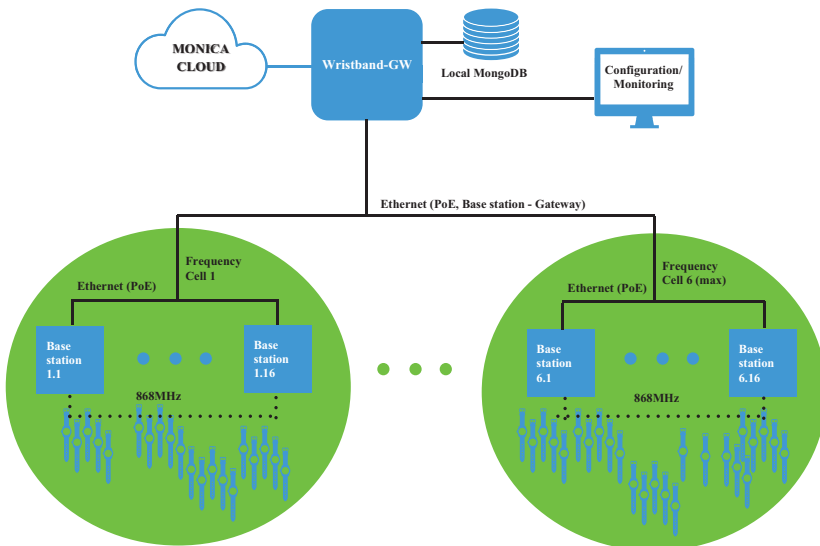 MONICA
CLOUD
Wristband-GW
Local MongoDB
Configuration/
Monitoring
Ethernet (PoE, Base station - Gateway)
Frequency
Cell 1
Ethernet (PoE)
Frequency
Cell 6 (max)
Ethernet (PoE)
Base
station
1.1
Base
station
1.16
Base
station
6.1
Base
station
6.16
868MHz
868MHz